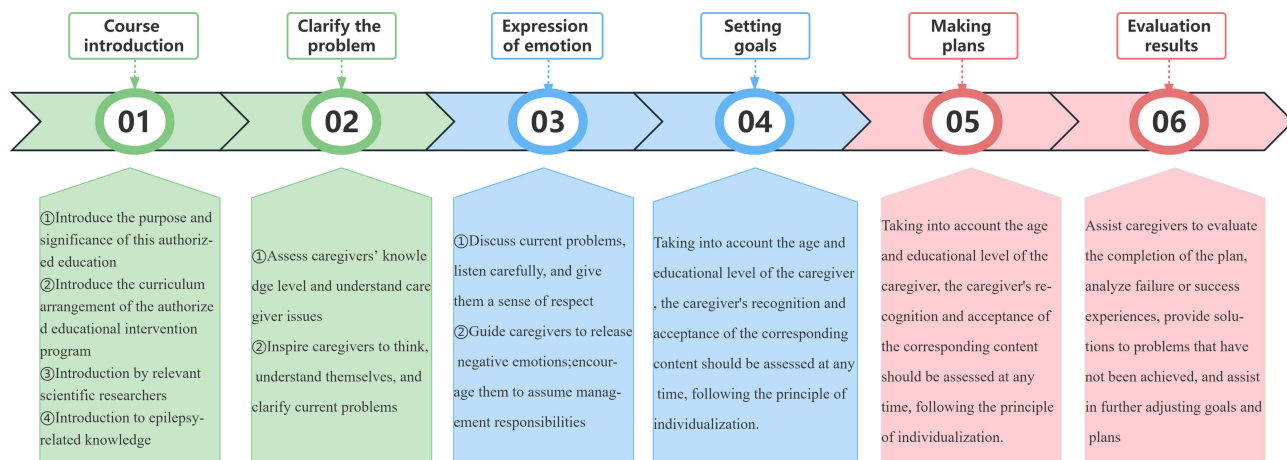 Course
introduction
Clarify the
problem
Expression
of emotion
Setting
goals
Making
plans
Evaluation
results
01
02
03
04
05
06
①Introduce the purpose and
significance of this authoriz-
ed education
②Introduce the curriculum
arrangement of the authorize
d educational intervention
program
③Introduction by relevant
scientific researchers
④Introduction to epilepsy-
related knowledge
①Assess caregivers' knowle
dge level and understand care
giver issues
②Inspire caregivers to think,
understand themselves, and
clarify current problems
①Discuss current problems,
listen carefully, and give
them a sense of respect
②Guide caregivers to release
negative emotions;encour-
age them to assume manag-
ement responsibilities
Taking into account the age and
educational level of the caregiver
, the caregiver's recognition and
acceptance of the corresponding
content should be assessed at any
time, following the principle of
individualization.
Taking into account the age
and educational level of the
caregiver, the caregiver's re-
cognition and acceptance of
the corresponding content
should be assessed at any
time, following the principle
of individualization.
Assist caregivers to evaluate
the completion of the plan,
analyze failure or success
experiences, provide solu-
tions to problems that have
not been achieved, and assist
in further adjusting goals and
plans